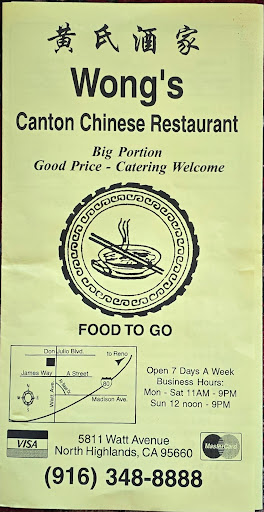 黄氏酒家
Wong's
Canton Chinese Restaurant
Big Portion
Good Price - Catering Welcome
FOOD TO GO
Don Julio Blvd.
to Reno
James Way
A Street
Watt Ave.
80
Madison Ave.
Open 7 Days A Week
Business Hours:
Mon - Sat 11AM - 9PM
Sun 12 noon - 9PM
VISA
5811 Watt Avenue
North Highlands, CA 95660
MasterCard
(916) 348-8888